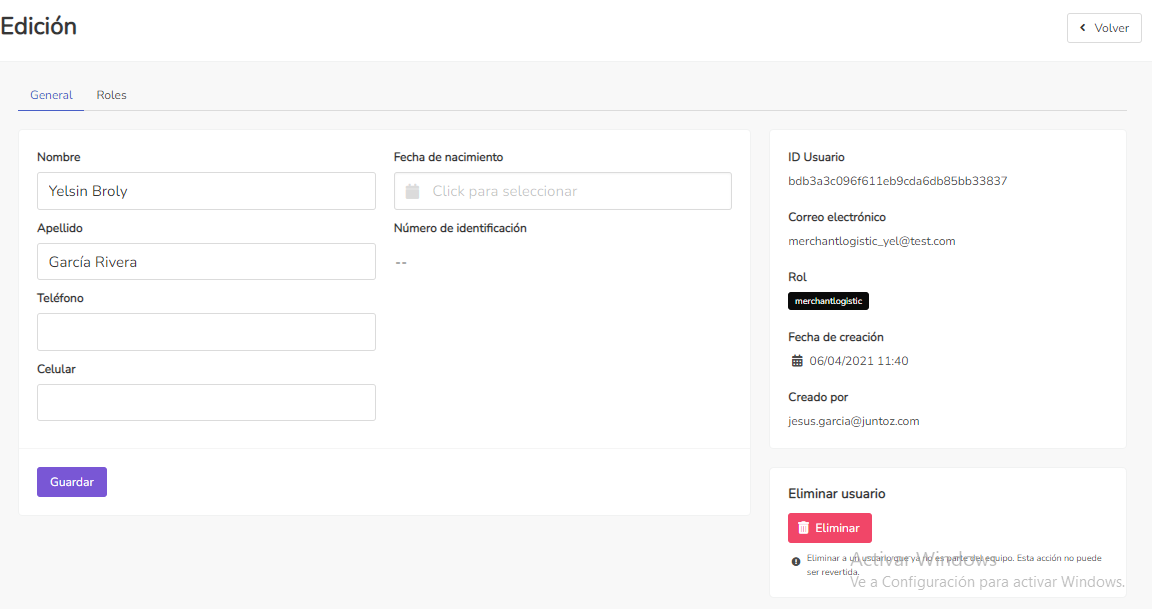 Edición
Volver
General
Roles
Nombre
Yelsin Broly
Apellido
García Rivera
Teléfono
Celular
Fecha de nacimiento
Click para seleccionar
Número de identificación
--
Guardar
ID Usuario
bdb3a3c096f611eb9cda6db85bb33837
Correo electrónico
merchantlogistic_yel@test.com
Rol
merchantlogistic
Fecha de creación
06/04/2021 11:40
Creado por
jesus.garcia@juntoz.com
Eliminar usuario
Eliminar
Eliminar a un usuario que ya no es parte del equipo. Esta acción no puede
ser revertida.
Activar Windows
Ve a Configuración para activar Windows.